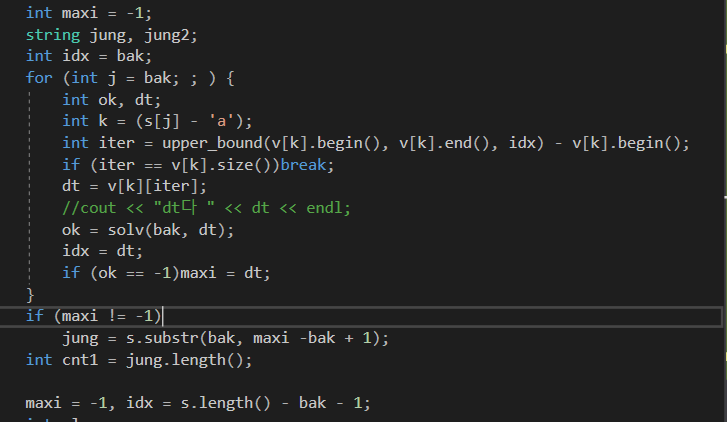 int maxi = -1;
string jung, jung2;
int idx = bak;
for (int j = bak; ; ) {
int ok, dt;
int k = (s[j] - 'a');
int iter = upper_bound(v[k].begin(), v[k].end(), idx) - v[k].begin();
if (iter == v[k].size())break;
dt = v[k][iter];
//cout << "dt다 " << dt << endl;
ok = solv(bak, dt);
idx = dt;
if (ok == -1)maxi = dt;
}
if (maxi != -1)
jung = s.substr(bak, maxi -bak + 1);
int cnt1 = jung.length();
maxi = -1, idx = s.length() - bak - 1;